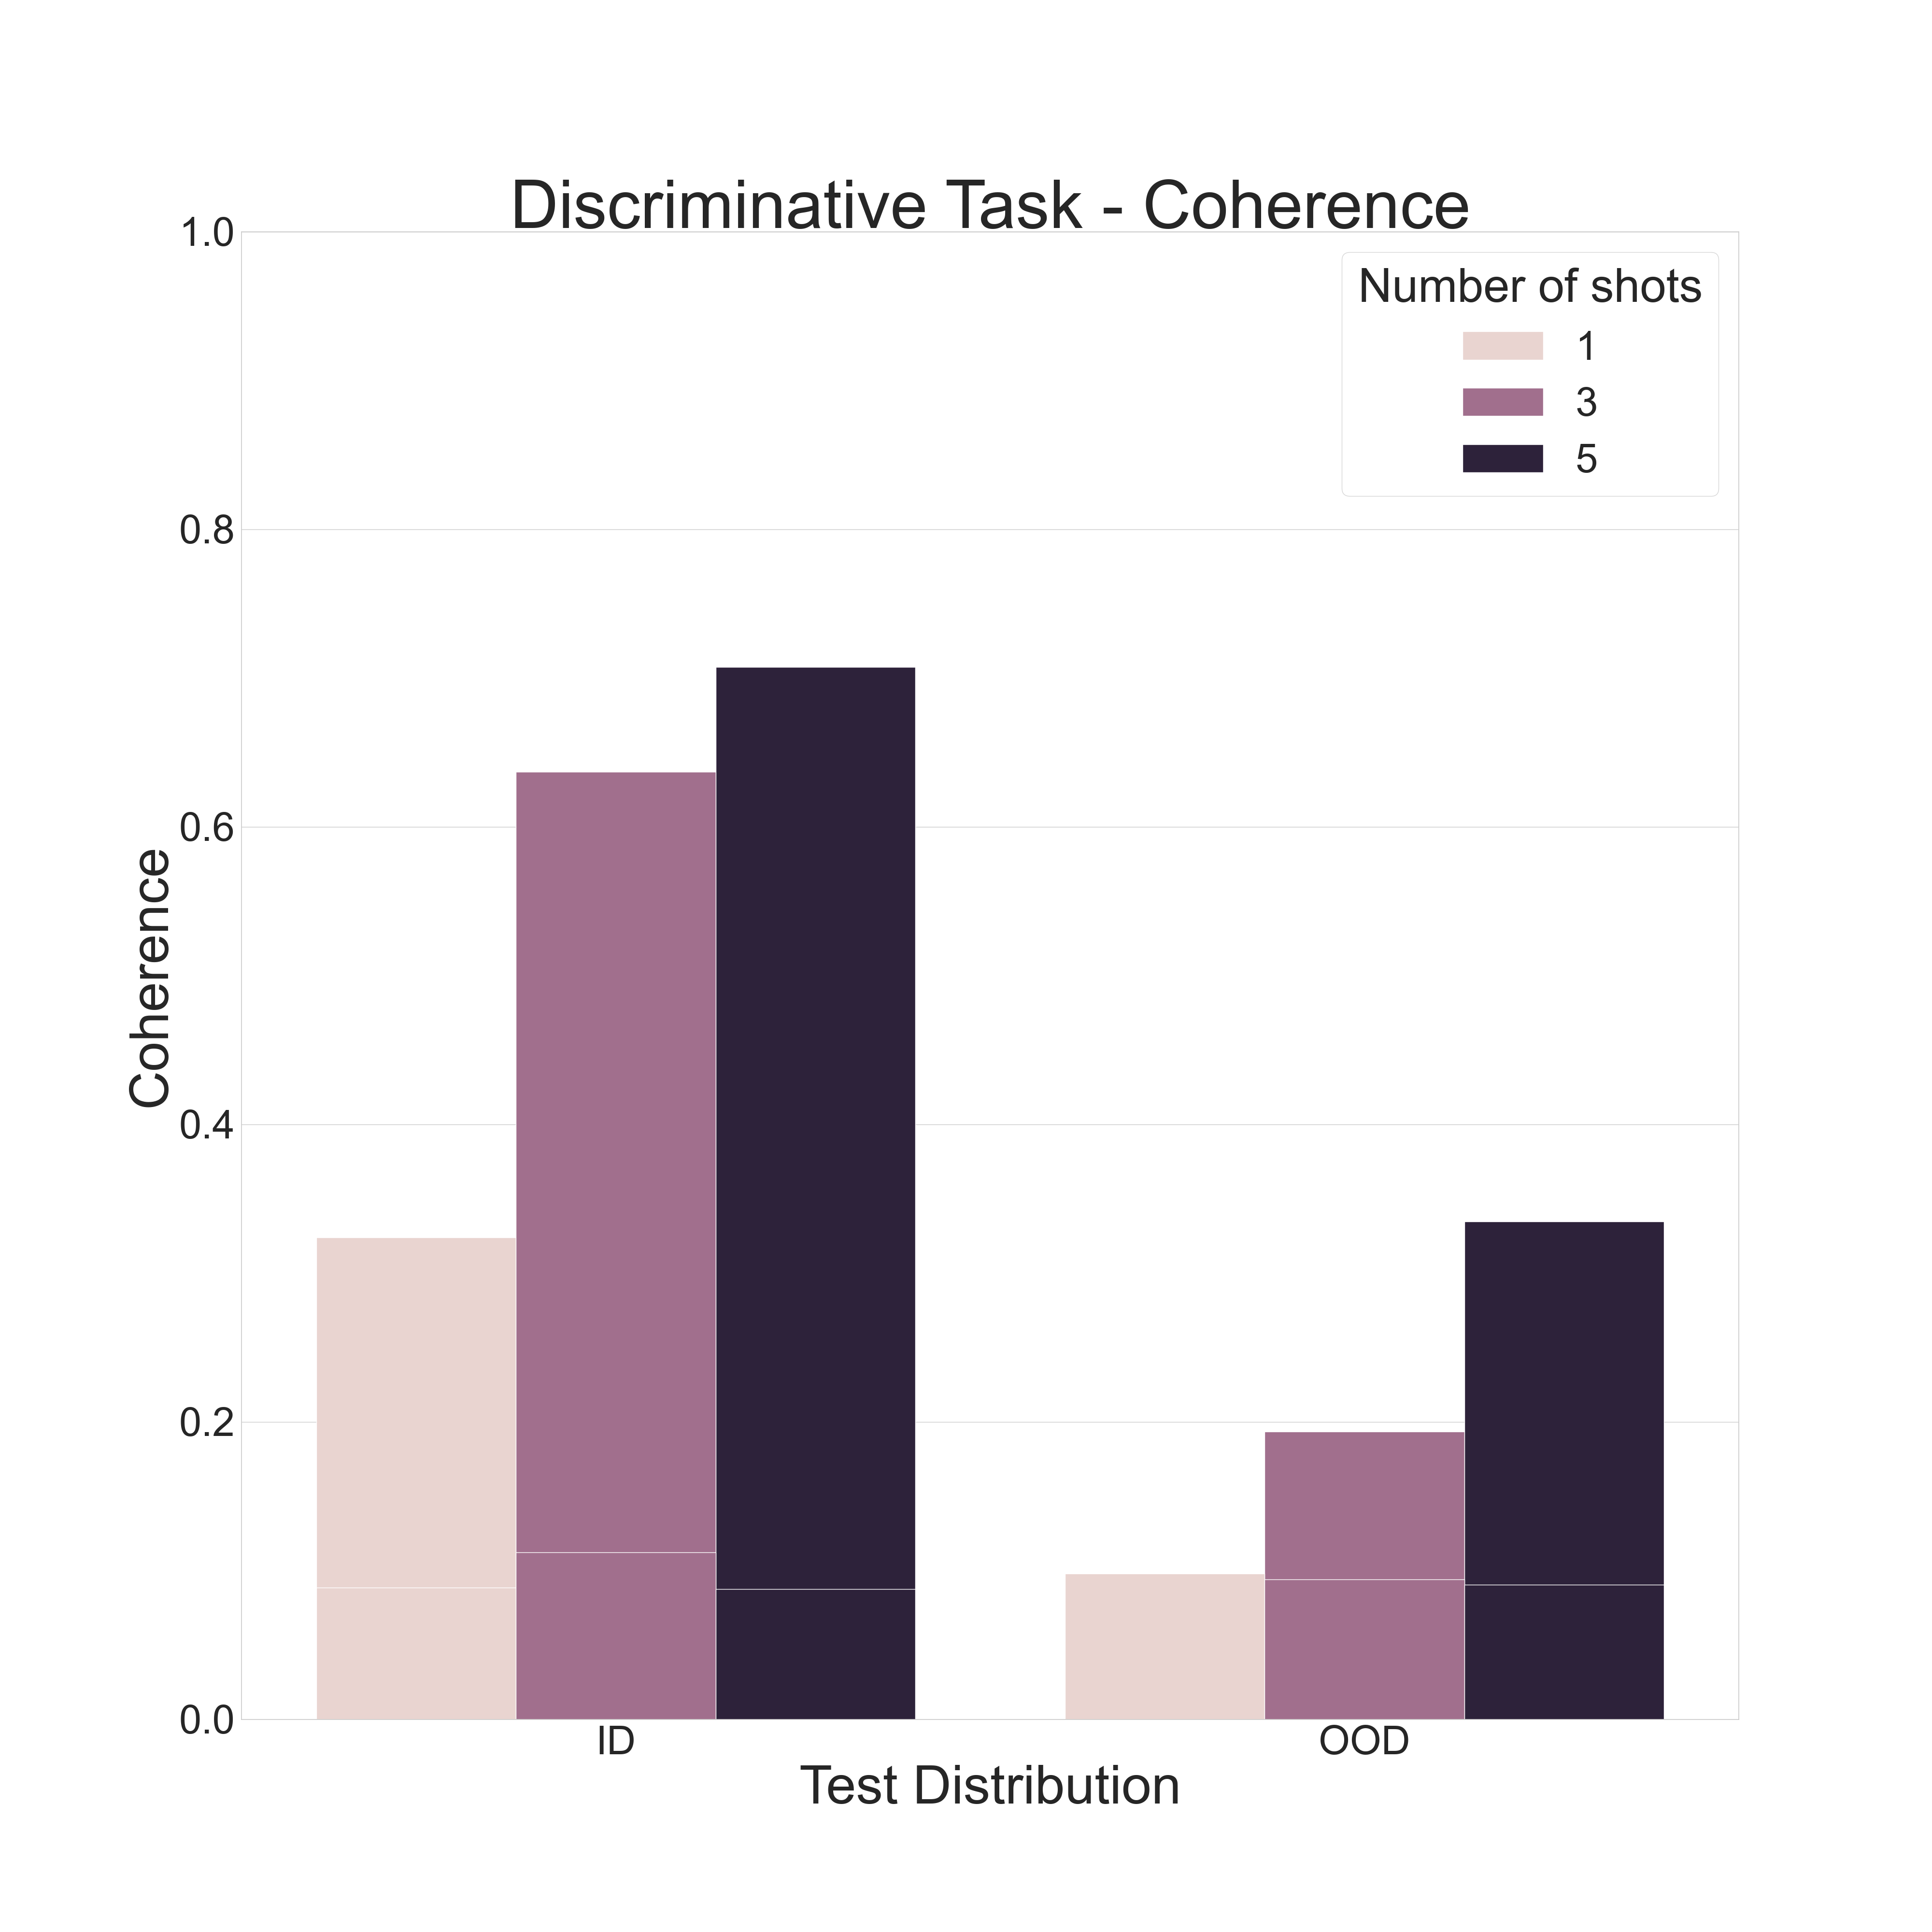 Discriminative Task - Coherence
1.0
0.8
0.6
0.4
0.2
0.0
Coherence
Number of shots
1
3
5
ID
OOD
Test Distribution